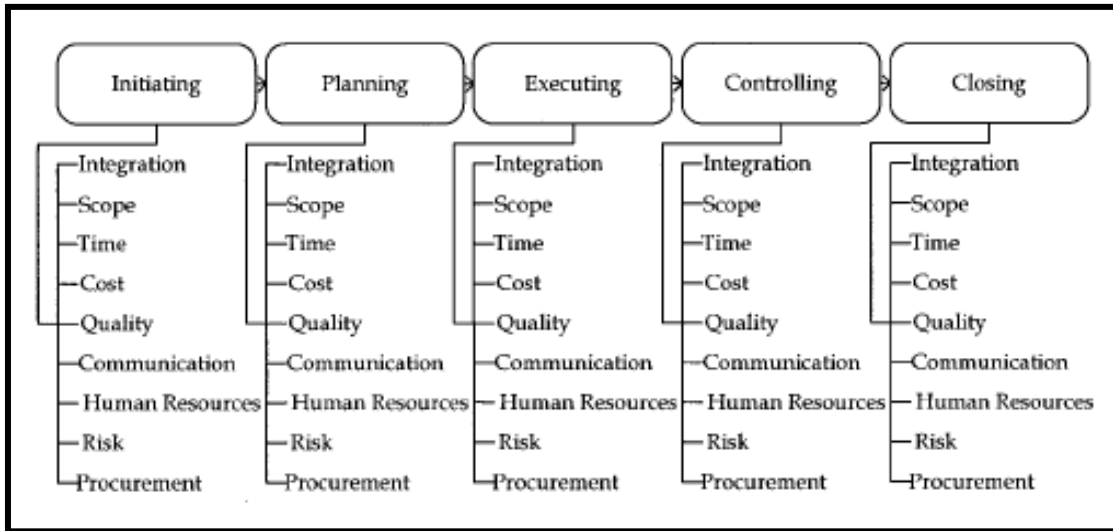 Initiating Planning Executing Controlling Closing
Integration Integration Integration Integration Integration
Scope Scope Scope Scope Scope
Time Time Time Time Time
Cost Cost Cost Cost Cost
Quality Quality Quality Quality Quality
Communication Communication Communication Communication Communication
Human Resources Human Resources Human Resources Human Resources Human Resources
Risk Risk Risk Risk Risk
Procurement Procurement Procurement Procurement Procurement